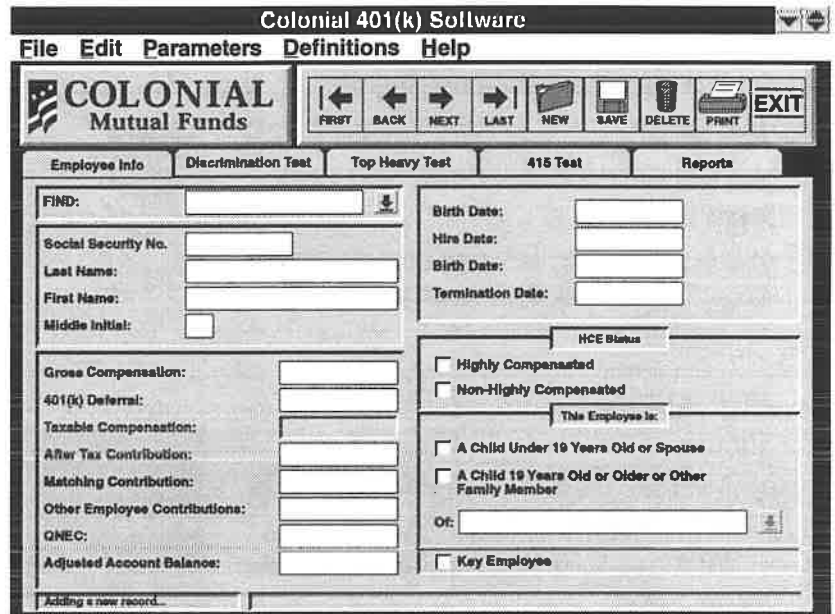 Colonial 401(k) Software
File Edit Parameters Definitions Help
COLONIAL
Mutual Funds
FIRST BACK NEXT LAST NEW SAVE DELETE PRINT EXIT
Employee Info Discrimination Test Top Heavy Test 415 Test Reports
FIND:
Social Security No.
Last Name:
First Name:
Middle Initial:
Birth Date:
Hire Date:
Birth Date:
Termination Date:
Gross Compensation:
401(k) Deferral:
Taxable Compensation:
After Tax Contribution:
Matching Contribution:
Other Employee Contributions:
QNEC:
Adjusted Account Balance:
HCE Status
Highly Compensated
Non-Highly Compensated
This Employee Is:
A Child Under 19 Years Old or Spouse
A Child 19 Years Old or Older or Other
Family Member
Of:
Key Employee
Adding a new record...